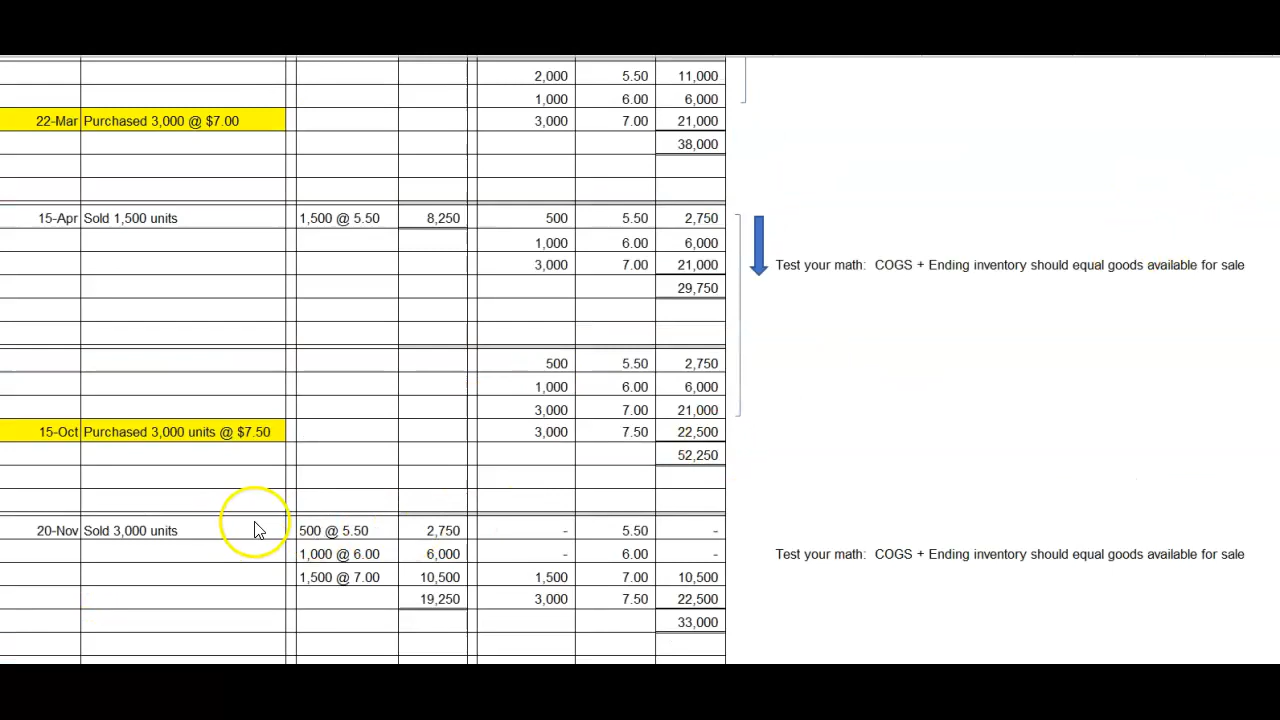 2,000 5.50 11,000
1,000 6.00 6,000
22-Mar Purchased 3,000 @ $7.00 3,000 7.00 21,000
38,000
15-Apr Sold 1,500 units 1,500 @ 5.50 8,250 500 5.50 2,750
1,000 6.00 6,000
3,000 7.00 21,000 Test your math: COGS + Ending inventory should equal goods available for sale
29,750
500 5.50 2,750
1,000 6.00 6,000
3,000 7.00 21,000
15-Oct Purchased 3,000 units @ $7.50 3,000 7.50 22,500
52,250
20-Nov Sold 3,000 units 500 @ 5.50 2,750 - 5.50 -
1,000 @ 6.00 6,000 - 6.00 - Test your math: COGS + Ending inventory should equal goods available for sale
1,500 @ 7.00 10,500 1,500 7.00 10,500
19,250 3,000 7.50 22,500
33,000